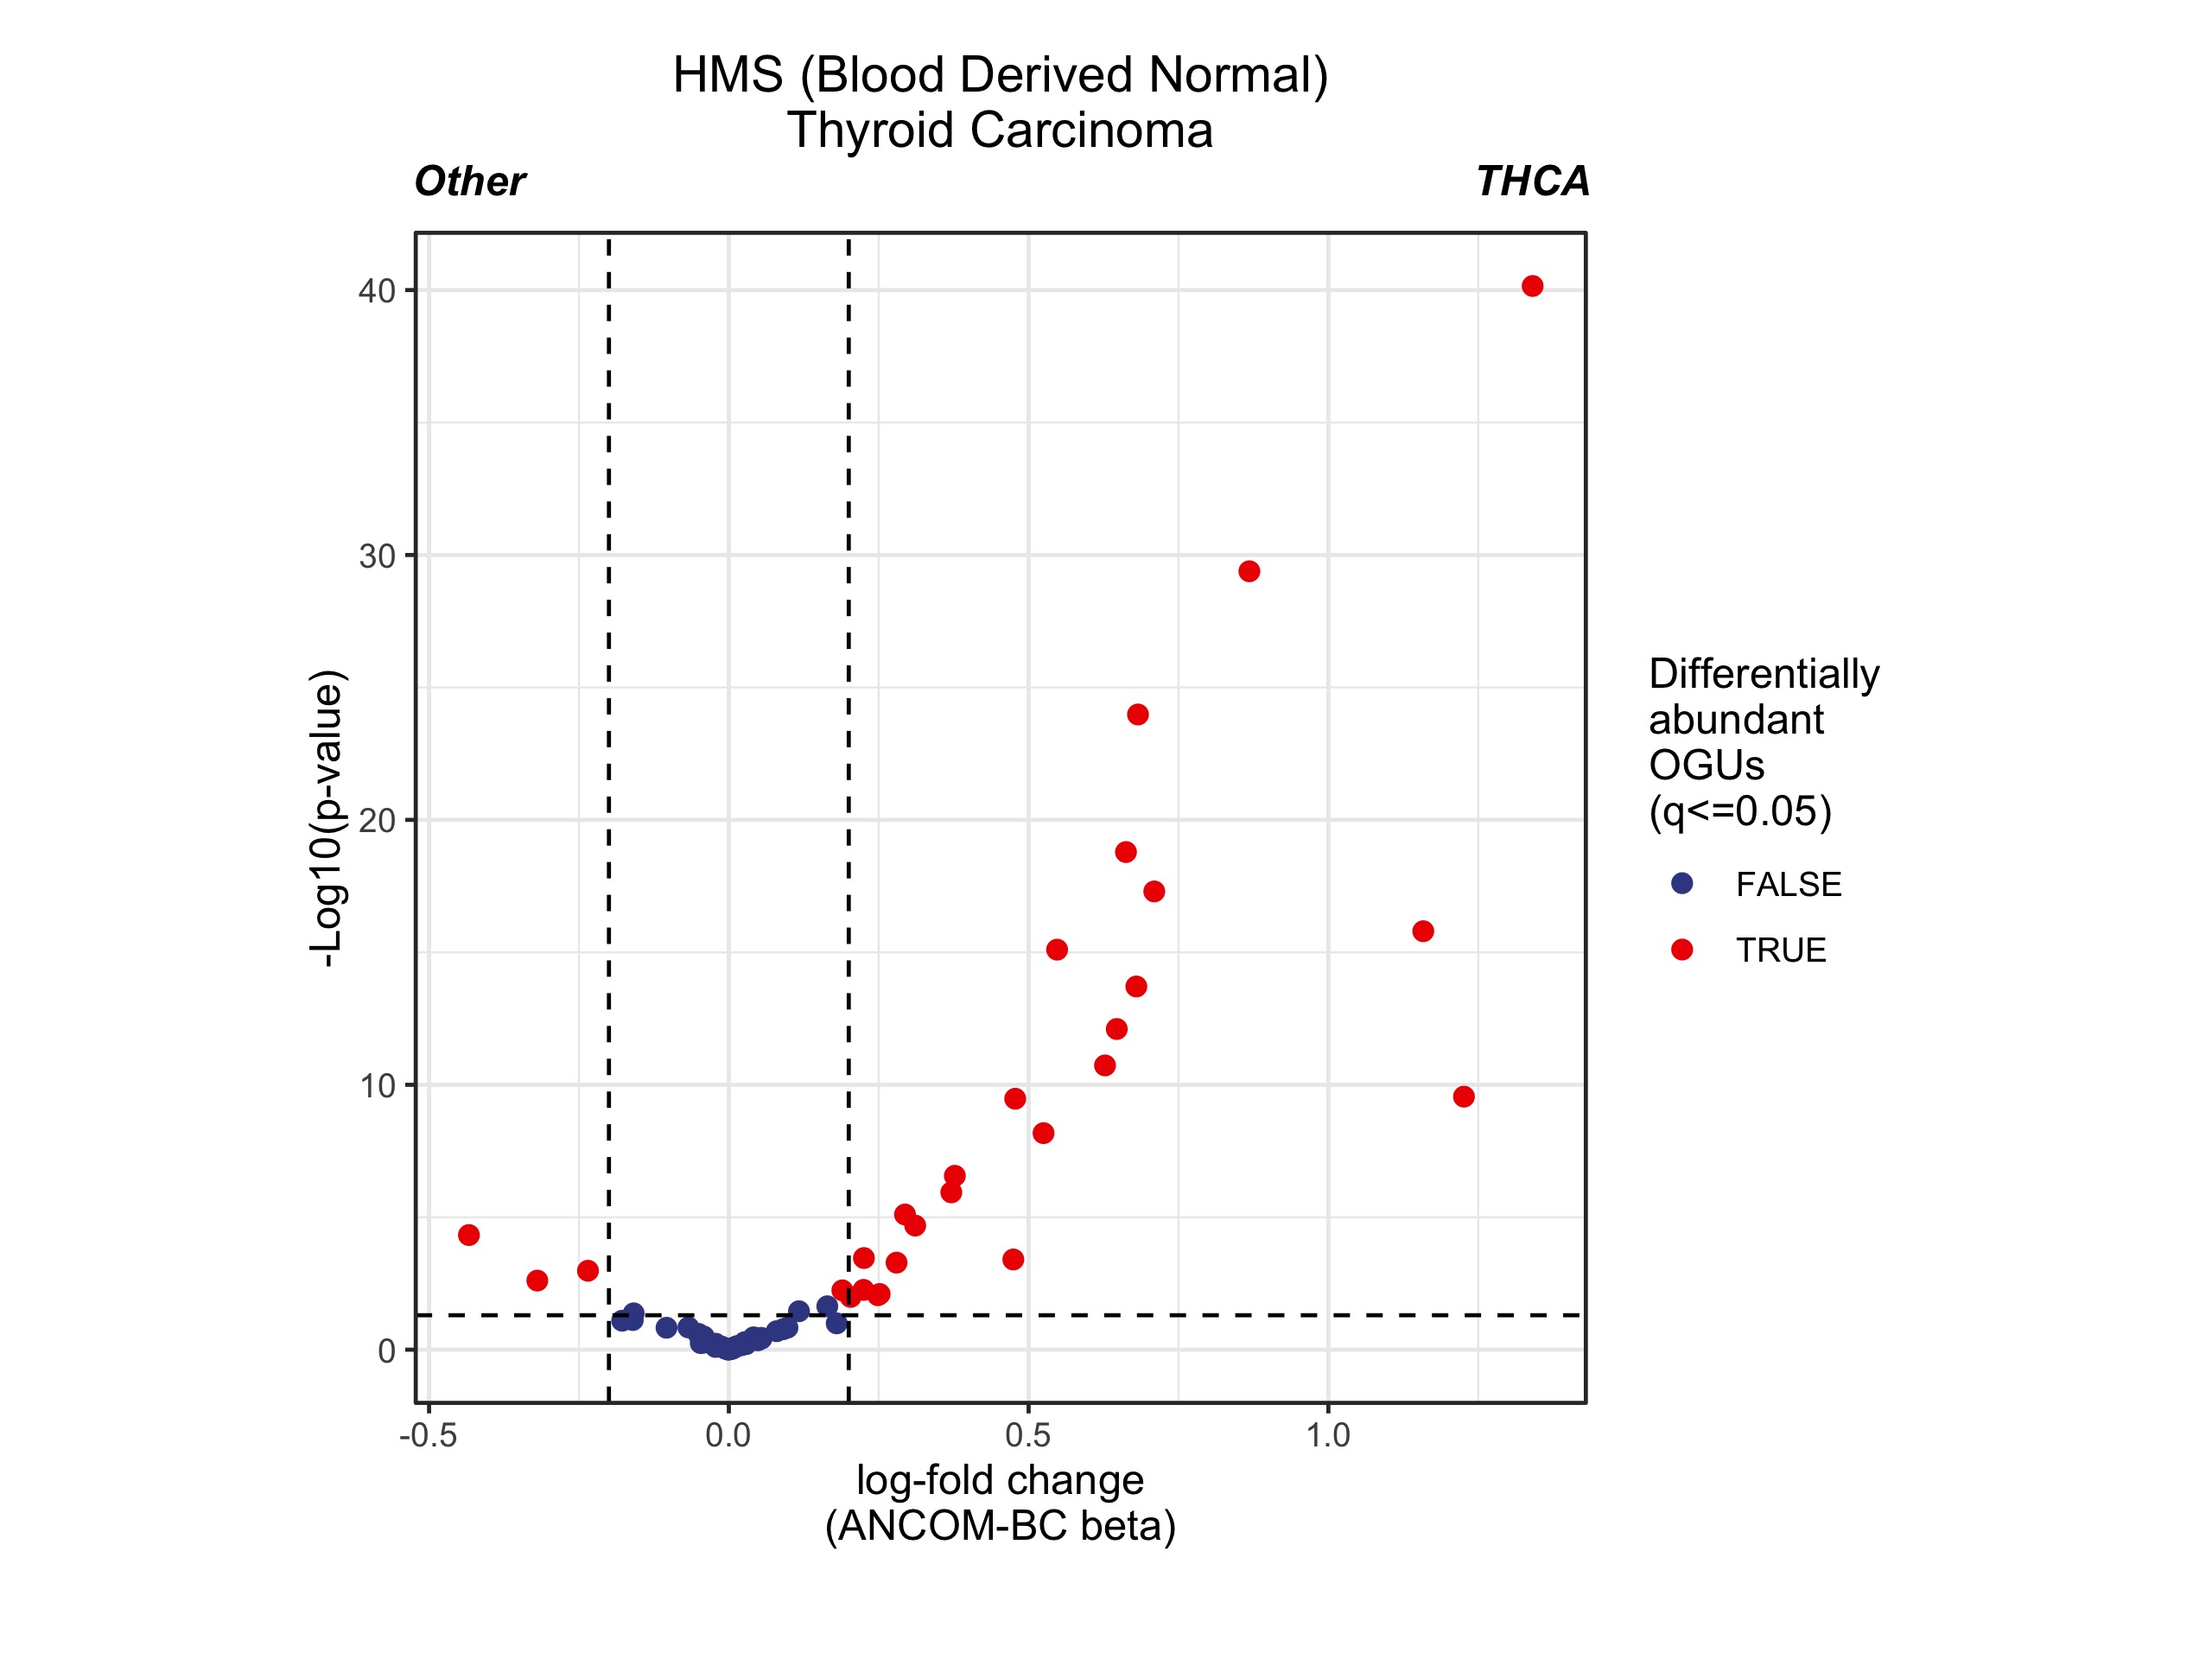 HMS (Blood Derived Normal)
Thyroid Carcinoma
Other
THCA
40
30
20
10
0
-Log10(p-value)
-0.5
0.0
0.5
1.0
log-fold change
(ANCOM-BC beta)
Differentially
abundant
OGUs
(q<=0.05)
FALSE
TRUE